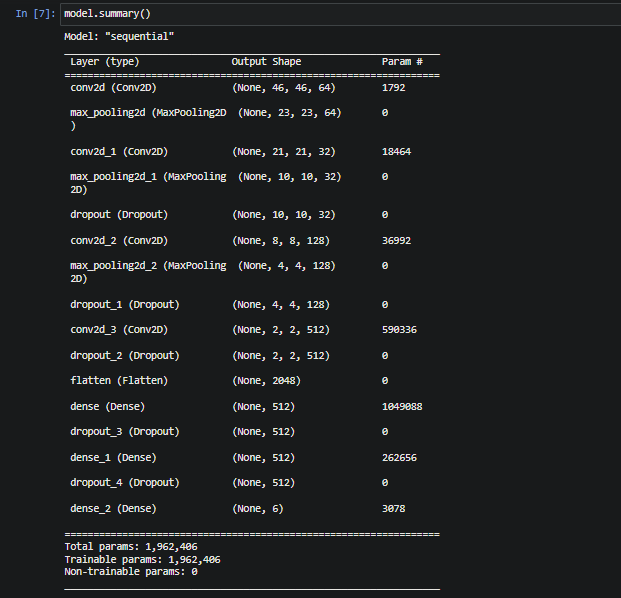 In [7]: model.summary()
Model: "sequential"
Layer (type) Output Shape Param #
conv2d (Conv2D) (None, 46, 46, 64) 1792
max_pooling2d (MaxPooling2D (None, 23, 23, 64) 0
)
conv2d_1 (Conv2D) (None, 21, 21, 32) 18464
max_pooling2d_1 (MaxPooling (None, 10, 10, 32) 0
2D)
dropout (Dropout) (None, 10, 10, 32) 0
conv2d_2 (Conv2D) (None, 8, 8, 128) 36992
max_pooling2d_2 (MaxPooling (None, 4, 4, 128) 0
2D)
dropout_1 (Dropout) (None, 4, 4, 128) 0
conv2d_3 (Conv2D) (None, 2, 2, 512) 590336
dropout_2 (Dropout) (None, 2, 2, 512) 0
flatten (Flatten) (None, 2048) 0
dense (Dense) (None, 512) 1049088
dropout_3 (Dropout) (None, 512) 0
dense_1 (Dense) (None, 512) 262656
dropout_4 (Dropout) (None, 512) 0
dense_2 (Dense) (None, 6) 3078
Total params: 1,962,406
Trainable params: 1,962,406
Non-trainable params: 0